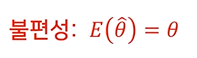 불편성: E(θ̂) = θ